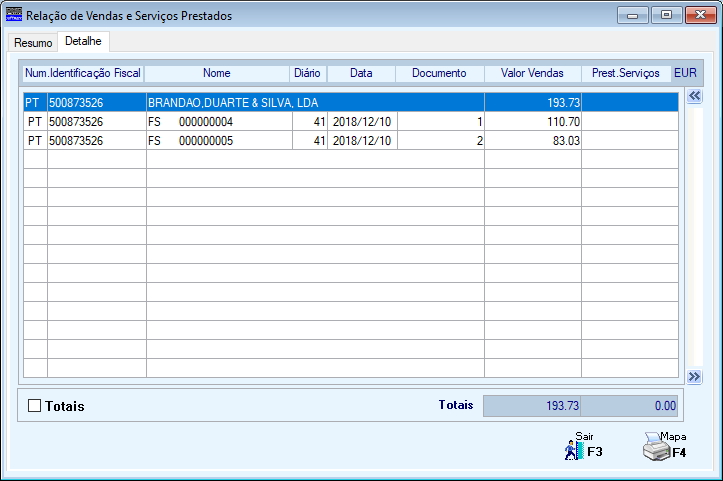 Relação de Vendas e Serviços Prestados
Resumo Detalhe
Num.Identificação Fiscal Nome Diário Data Documento Valor Vendas Prest.Serviços EUR
PT 500873526 BRANDAO,DUARTE & SILVA, LDA 193.73
PT 500873526 FS 000000004 41 2018/12/10 1 110.70
PT 500873526 FS 000000005 41 2018/12/10 2 83.03
Totais Totais 193.73 0.00
Sair F3 Mapa F4